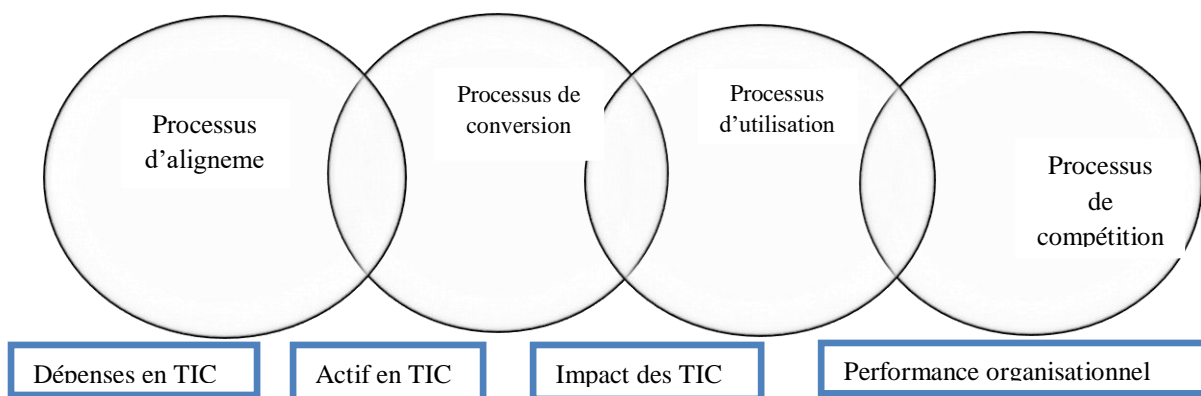 Processus
d’aligneme
Processus de
conversion
Processus
d’utilisation
Processus
de
compétition
Dépenses en TIC
Actif en TIC
Impact des TIC
Performance organisationnel